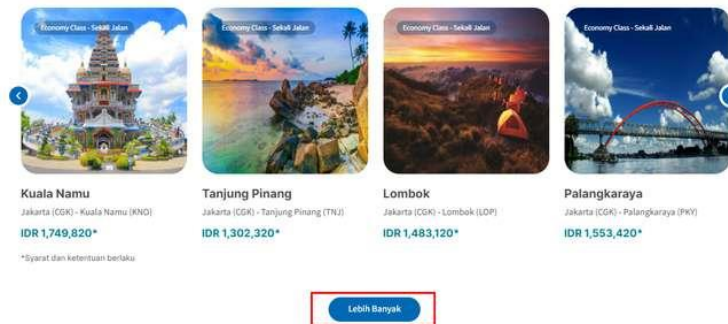 Economy Class - Sekali Jalan
Economy Class - Sekali Jalan
Economy Class - Sekali Jalan
Economy Class - Sekali Jalan
Kuala Namu
Jakarta (CGK) - Kuala Namu (KNO)
IDR 1,749,820*
Tanjung Pinang
Jakarta (CGK) - Tanjung Pinang (TNJ)
IDR 1,302,320*
Lombok
Jakarta (CGK) - Lombok (LOP)
IDR 1,483,120*
Palangkaraya
Jakarta (CGK) - Palangkaraya (PKY)
IDR 1,553,420*
*Syarat dan ketentuan berlaku
Lebih Banyak